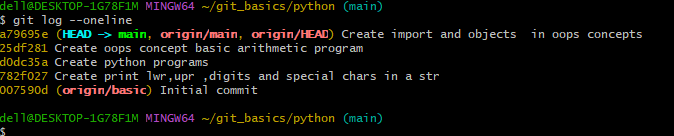 dell@DESKTOP-1G78F1M MINGW64 ~/git_basics/python (main)
$ git log --oneline
a79695e (HEAD -> main, origin/main, origin/HEAD) Create import and objects  in oops concepts
25df281 Create oops concept basic arithmetic program
d0dc35a Create python programs
782f027 Create print lwr,upr ,digits and special chars in a str
007590d (origin/basic) Initial commit
dell@DESKTOP-1G78F1M MINGW64 ~/git_basics/python (main)
$